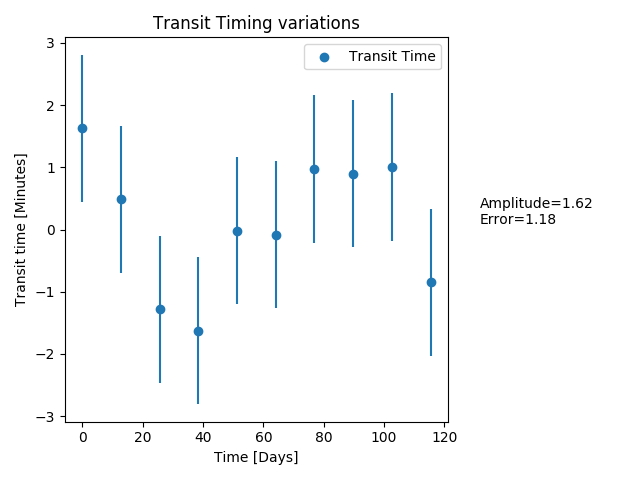 Transit Timing variations
Transit Time
3
2
1
0
−1
−2
−3
Transit time [Minutes]
Amplitude=1.62
Error=1.18
0 20 40 60 80 100 120
Time [Days]